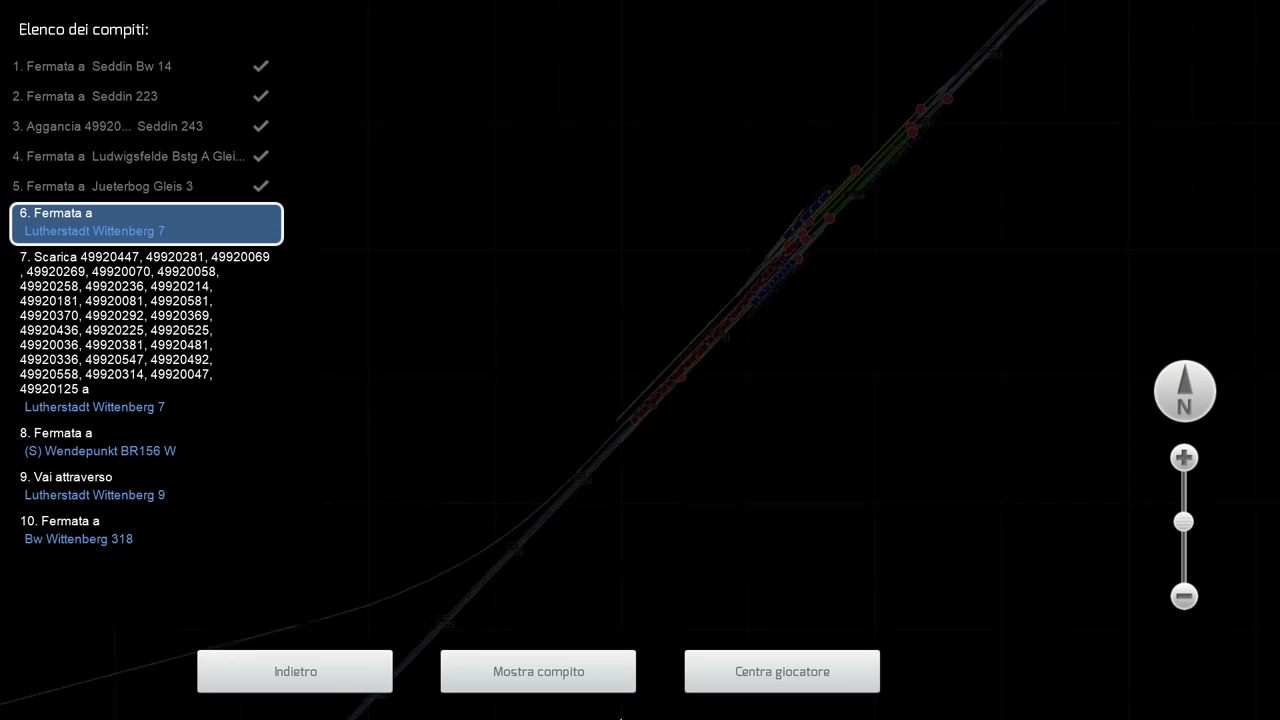 Elenco dei compiti:
1. Fermata a Seddin Bw 14
2. Fermata a Seddin 223
3. Aggancia 49920... Seddin 243
4. Fermata a Ludwigsfelde Bstg A Glei...
5. Fermata a Jueterbog Gleis 3
6. Fermata a
Lutherstadt Wittenberg 7
7. Scarica 49920447, 49920281, 49920069
, 49920269, 49920070, 49920058,
49920258, 49920236, 49920214,
49920181, 49920081, 49920581,
49920370, 49920292, 49920369,
49920436, 49920225, 49920525,
49920036, 49920381, 49920481,
49920336, 49920547, 49920492,
49920558, 49920314, 49920047,
49920125 a
Lutherstadt Wittenberg 7
8. Fermata a
(S) Wendepunkt BR156 W
9. Vai attraverso
Lutherstadt Wittenberg 9
10. Fermata a
Bw Wittenberg 318
N
Indietro
Mostra compito
Centra giocatore